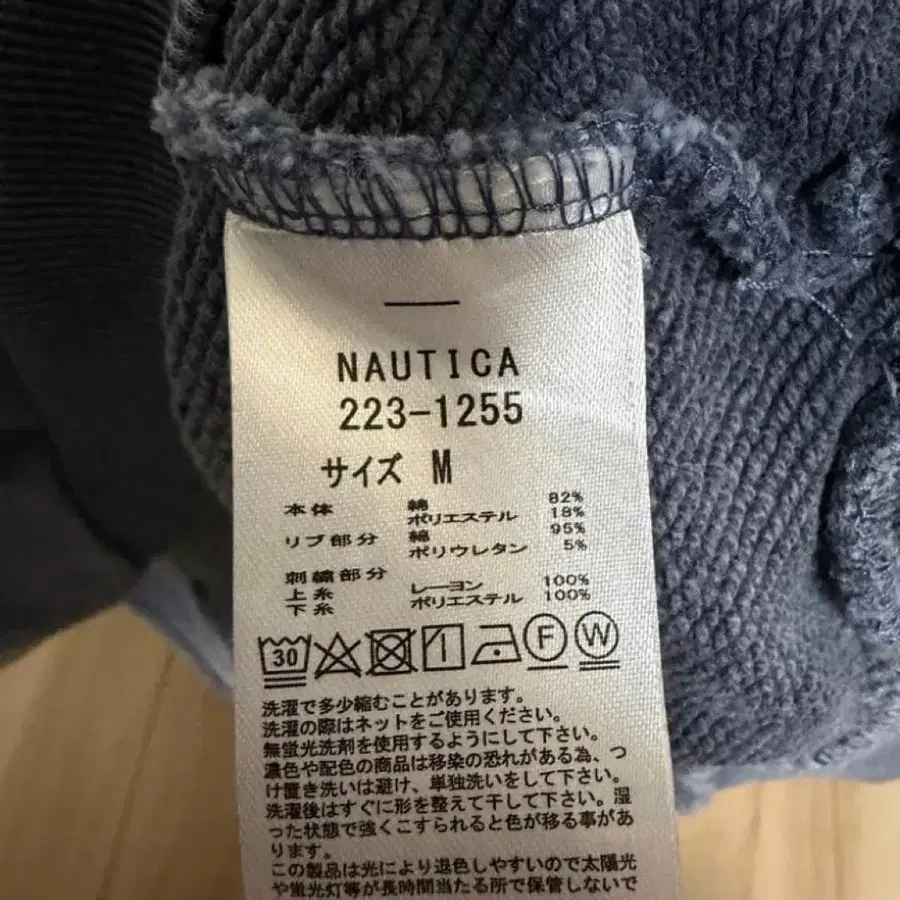 NAUTICA
223-1255
サイズ M
本体 綿 82%
ポリエステル 18%
リブ部分 綿 95%
ポリウレタン 5%
刺繍部分
上糸 レーヨン 100%
下糸 ポリエステル 100%
30 F W
洗濯で多少縮むことがあります。
洗濯の際はネットをご使用ください。
無蛍光洗剤を使用するようにして下さい。
濃色や配色の商品は移染の恐れがある為、つ
け置き洗いは避け、単独洗いをして下さい。
洗濯後はすぐに形を整えて干して下さい。湿
った状態で強くこすられると色が移る事があ
ります。
この製品は光により退色しやすいので太陽光
や蛍光灯等が長時間当たる所で保管しないで